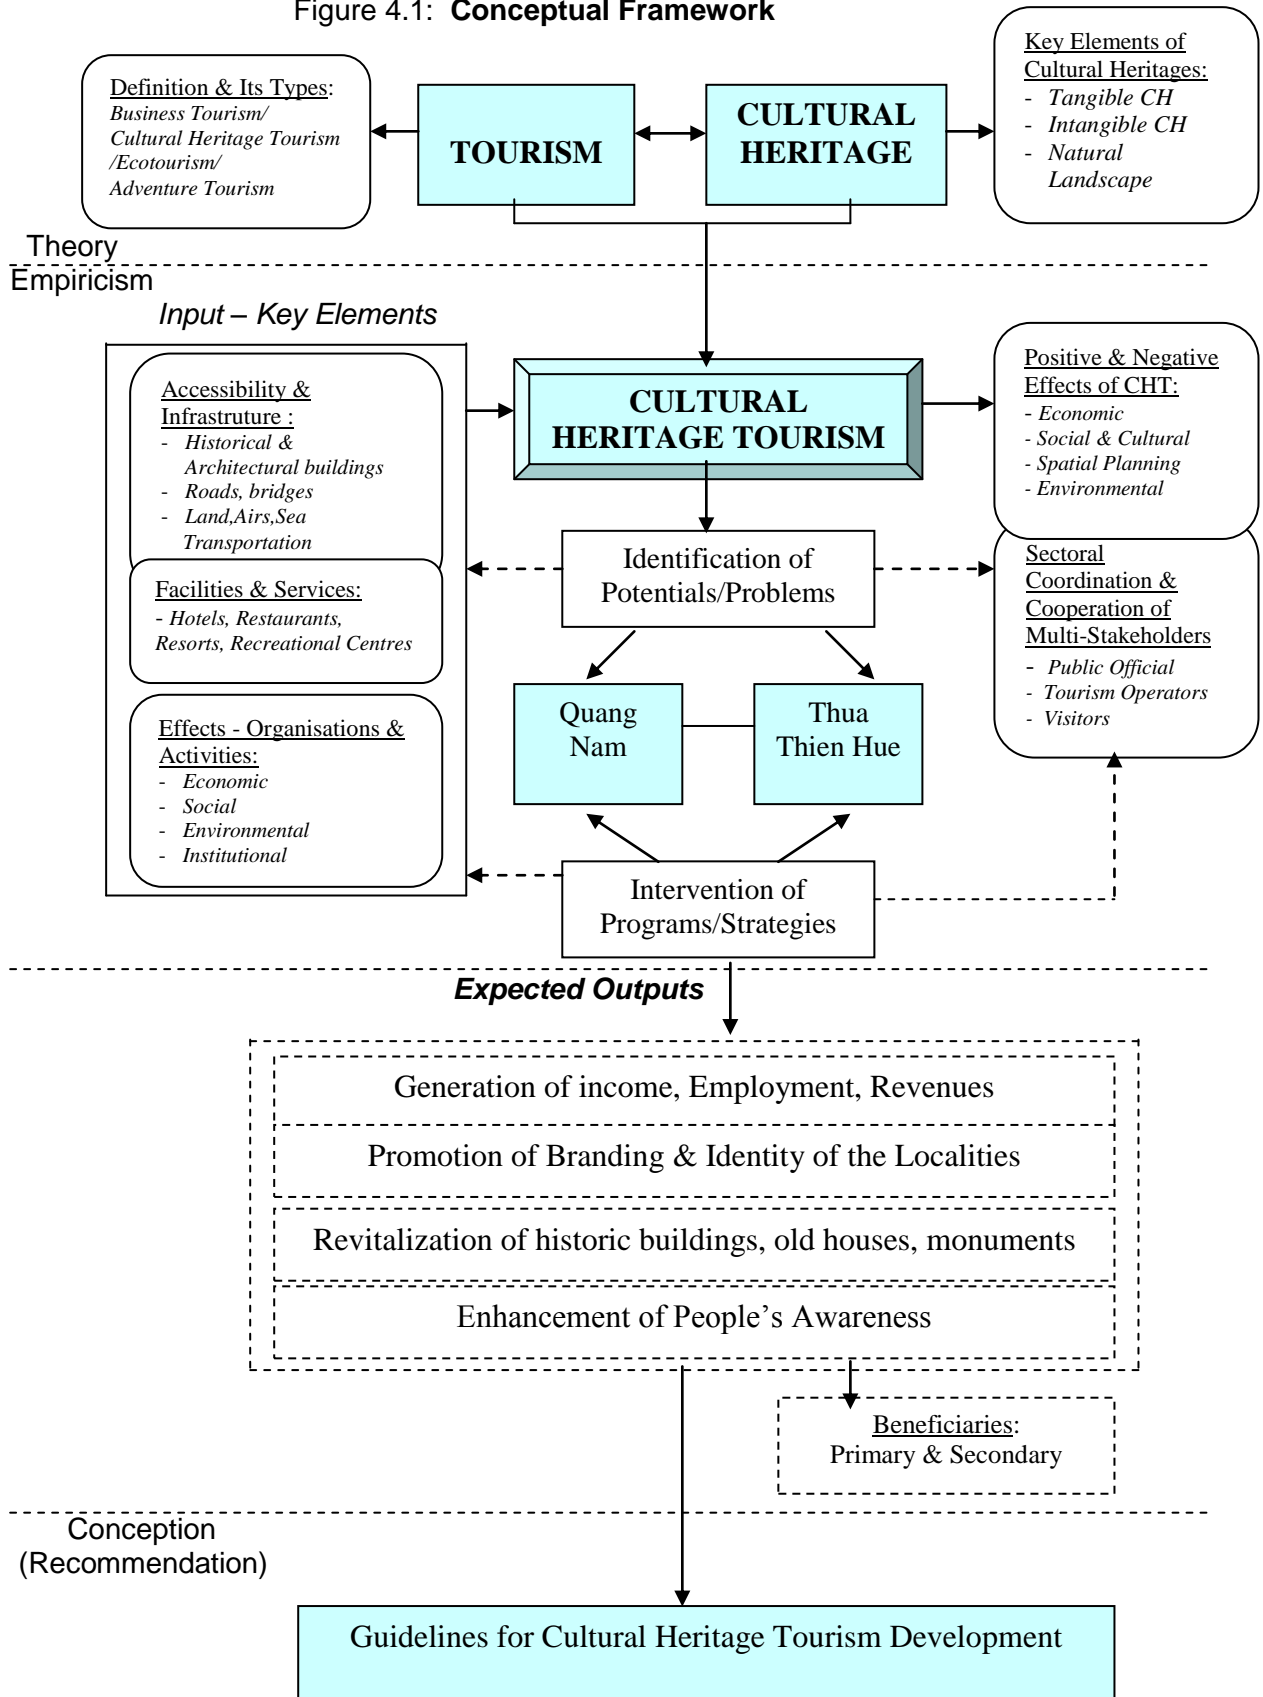 Figure 4.1: Conceptual Framework
Definition & Its Types:
Business Tourism/
Cultural Heritage Tourism
/Ecotourism/
Adventure Tourism
TOURISM
CULTURAL
HERITAGE
Key Elements of
Cultural Heritages:
- Tangible CH
- Intangible CH
- Natural
Landscape
Theory
Empiricism
Input – Key Elements
Accessibility &
Infrastruture :
- Historical &
Architectural buildings
- Roads, bridges
- Land,Airs,Sea
Transportation
Facilities & Services:
- Hotels, Restaurants,
Resorts, Recreational Centres
Effects - Organisations &
Activities:
- Economic
- Social
- Environmental
- Institutional
CULTURAL
HERITAGE TOURISM
Positive & Negative
Effects of CHT:
- Economic
- Social & Cultural
- Spatial Planning
- Environmental
Identification of
Potentials/Problems
Sectoral
Coordination &
Cooperation of
Multi-Stakeholders
- Public Official
- Tourism Operators
- Visitors
Quang
Nam
Thua
Thien Hue
Intervention of
Programs/Strategies
Expected Outputs
Generation of income, Employment, Revenues
Promotion of Branding & Identity of the Localities
Revitalization of historic buildings, old houses, monuments
Enhancement of People’s Awareness
Beneficiaries:
Primary & Secondary
Conception
(Recommendation)
Guidelines for Cultural Heritage Tourism Development